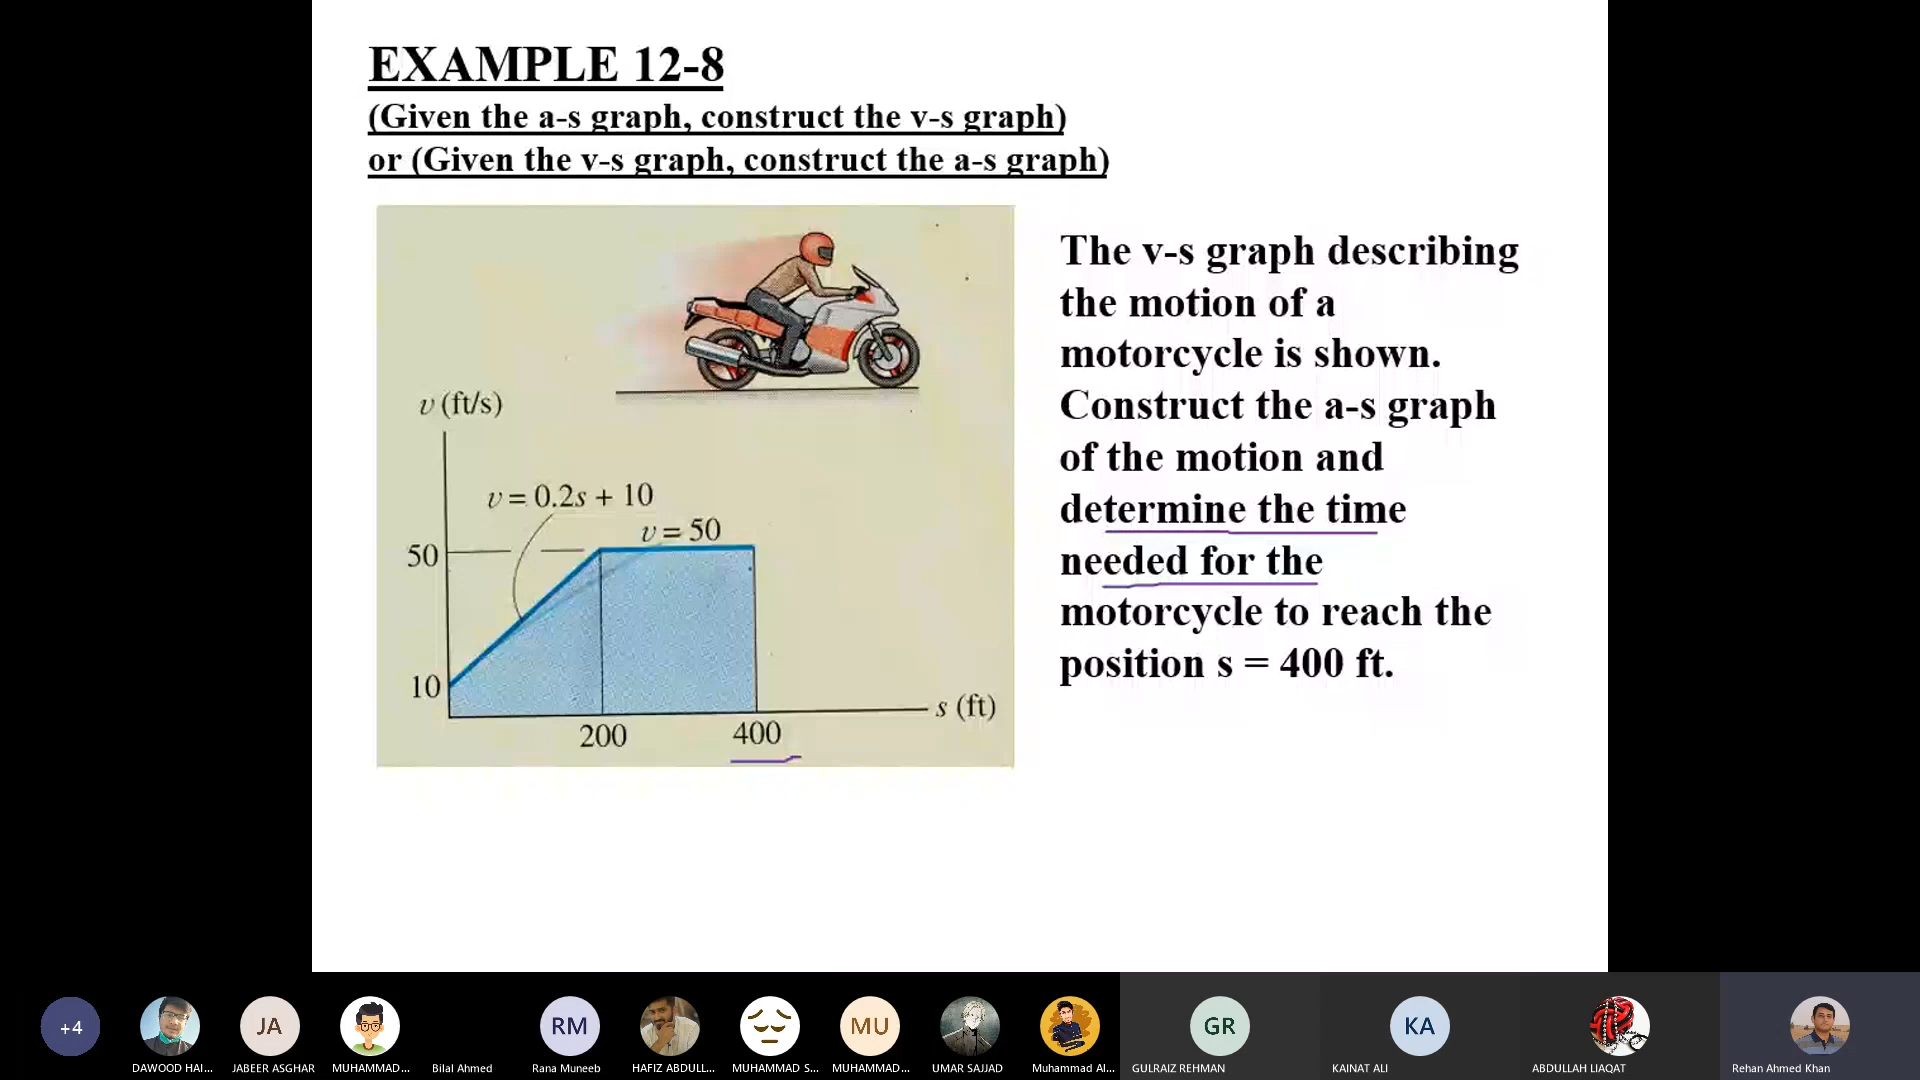 EXAMPLE 12-8
(Given the a-s graph, construct the v-s graph)
or (Given the v-s graph, construct the a-s graph)
The v-s graph describing
the motion of a
motorcycle is shown.
Construct the a-s graph
of the motion and
determine the time
needed for the
motorcycle to reach the
position s = 400 ft.
v (ft/s)
v = 0.2s + 10
v = 50
50
10
s (ft)
200
400
+4
JA
RM
MU
GR
KA
DAWOOD HAI...
JABEER ASGHAR
MUHAMMAD...
Bilal Ahmed
Rana Muneeb
HAFIZ ABDULL...
MUHAMMAD S...
MUHAMMAD...
UMAR SAJJAD
Muhammad Al...
GULRAIZ REHMAN
KAINAT ALI
ABDULLAH LIAQAT
Rehan Ahmed Khan